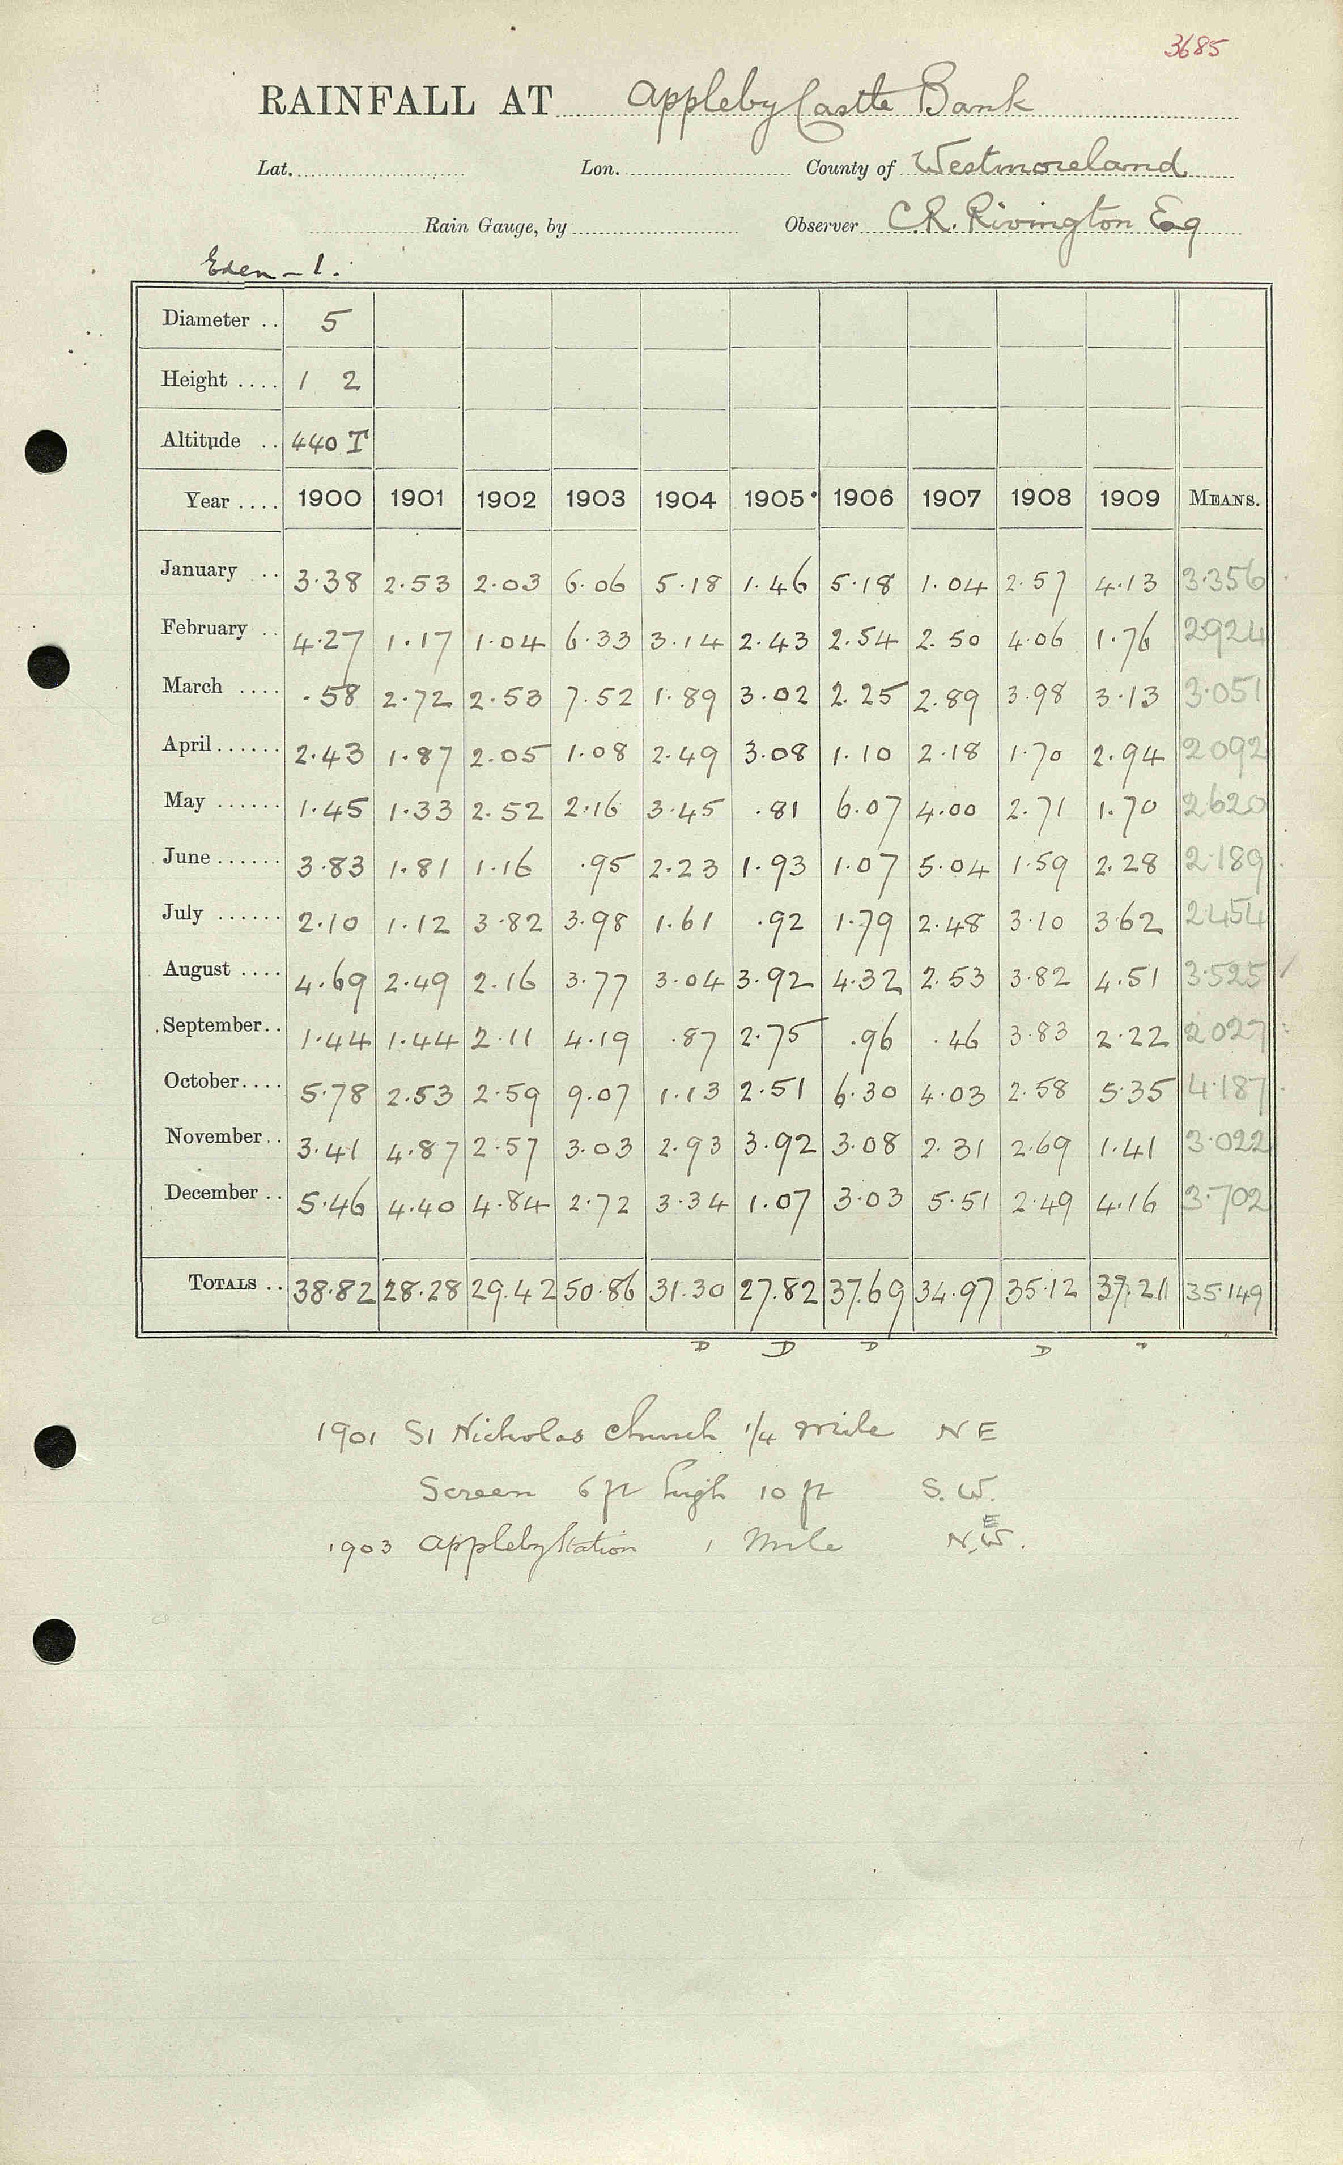 3685
RAINFALL AT Appleby Castle Bank
Lat. Lon. County of Westmoreland
Rain Gauge, by Observer C.R. Rivington Esq
Eden - 1.
Diameter .. 5
Height .... 1 2
Altitude .. 440 T
Year .... 1900 1901 1902 1903 1904 1905 1906 1907 1908 1909 MEANS.
January .. 3.38 2.53 2.03 6.06 5.18 1.46 5.18 1.04 2.57 4.13 3.356
February .. 4.27 1.17 1.04 6.33 3.14 2.43 2.54 2.50 4.06 1.76 2.924
March .... .58 2.72 2.53 7.52 1.89 3.02 2.25 2.89 3.98 3.13 3.051
April...... 2.43 1.87 2.05 1.08 2.49 3.08 1.10 2.18 1.70 2.94 2.092
May ...... 1.45 1.33 2.52 2.16 3.45 .81 6.07 4.00 2.71 1.70 2.620
June...... 3.83 1.81 1.16 .95 2.23 1.93 1.07 5.04 1.59 2.28 2.189
July ...... 2.10 1.12 3.82 3.98 1.61 .92 1.79 2.48 3.10 3.62 2.454
August .... 4.69 2.49 2.16 3.77 3.04 3.92 4.32 2.53 3.82 4.51 3.525
September.. 1.44 1.44 2.11 4.19 .87 2.75 .96 .46 3.83 2.22 2.027
October.... 5.78 2.53 2.59 9.07 1.13 2.51 6.30 4.03 2.58 5.35 4.187
November.. 3.41 4.87 2.57 3.03 2.93 3.92 3.08 2.31 2.69 1.41 3.022
December .. 5.46 4.40 4.84 2.72 3.34 1.07 3.03 5.51 2.49 4.16 3.702
TOTALS .. 38.82 28.28 29.42 50.86 31.30 27.82 37.69 34.97 35.12 37.21 35.149
D D D D
1901 St Nicholas Church 1/4 mile N E
Screen 6 ft high 10 ft S. W.
E
1903 Appleby Station 1 Mile N.W.